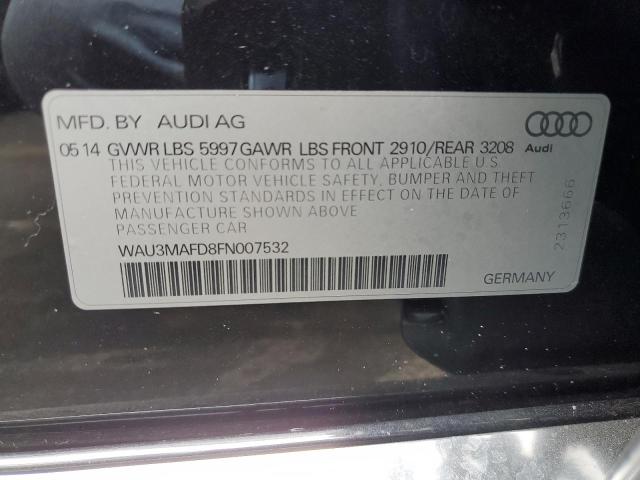 MFD. BY AUDI AG
05 14 GVWR LBS 5997 GAWR LBS FRONT 2910/REAR 3208
THIS VEHICLE CONFORMS TO ALL APPLICABLE U.S
FEDERAL MOTOR VEHICLE SAFETY, BUMPER AND THEFT
PREVENTION STANDARDS IN EFFECT ON THE DATE OF
MANUFACTURE SHOWN ABOVE
PASSENGER CAR
WAU3MAFD8FN007532
Audi
2313666
GERMANY